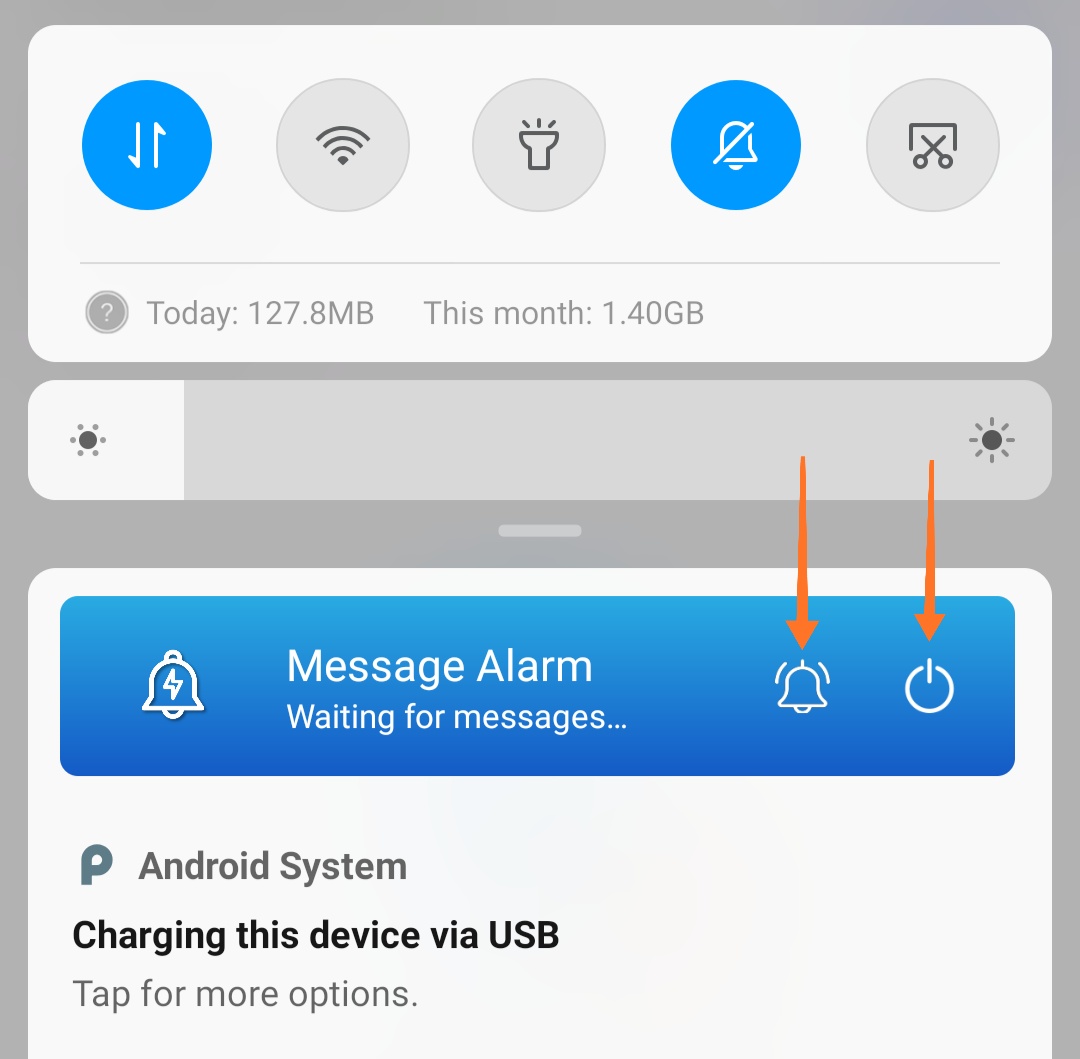 Today: 127.8MB This month: 1.40GB
Message Alarm
Waiting for messages...
Android System
Charging this device via USB
Tap for more options.